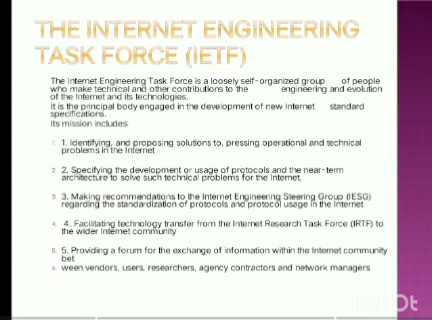 THE INTERNET ENGINEERING
TASK FORCE (IETF)
The Internet Engineering Task Force is a loosely self-organized group of people
who make technical and other contributions to the engineering and evolution
of the Internet and its technologies.
It is the principal body engaged in the development of new Internet standard
specifications.
Its mission includes
1. 1. Identifying, and proposing solutions to, pressing operational and technical
problems in the Internet
2. 2. Specifying the development or usage of protocols and the near-term
architecture to solve such technical problems for the Internet.
3. 3. Making recommendations to the Internet Engineering Steering Group (IESG)
regarding the standardization of protocols and protocol usage in the Internet
4. 4. Facilitating technology transfer from the Internet Research Task Force (IRTF) to
the wider Internet community
5. 5. Providing a forum for the exchange of information within the Internet community
bet
6. ween vendors, users, researchers, agency contractors and network managers